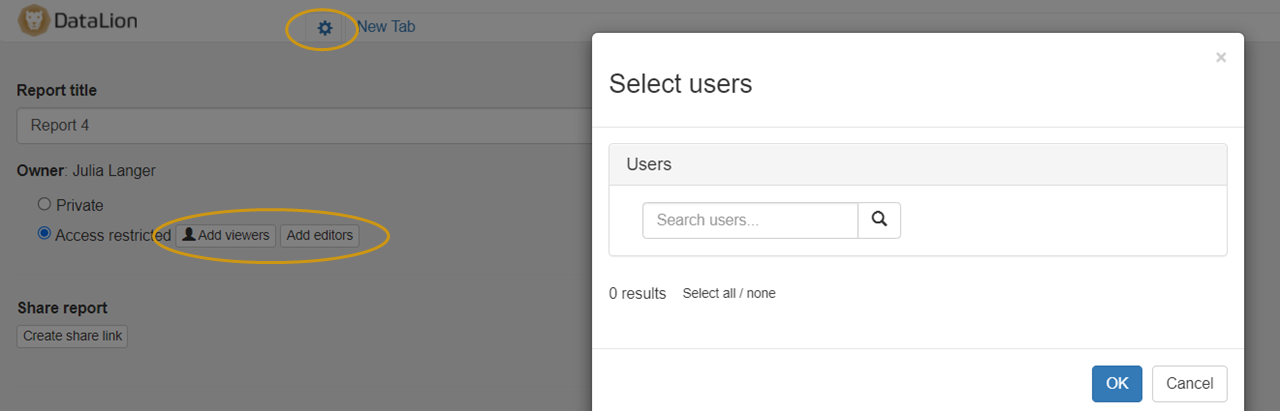 DataLion
New Tab
Report title
Report 4
Owner: Julia Langer
Private
Access restricted Add viewers Add editors
Share report
Create share link
×
Select users
Users
Search users...
0 results Select all / none
OK Cancel